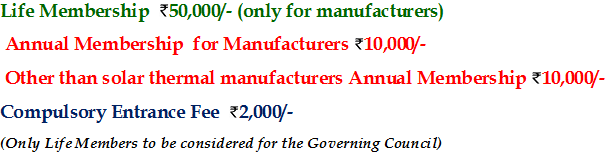 Life Membership ₹50,000/- (only for manufacturers)
Annual Membership for Manufacturers ₹10,000/-
Other than solar thermal manufacturers Annual Membership ₹10,000/-
Compulsory Entrance Fee ₹2,000/-
(Only Life Members to be considered for the Governing Council)